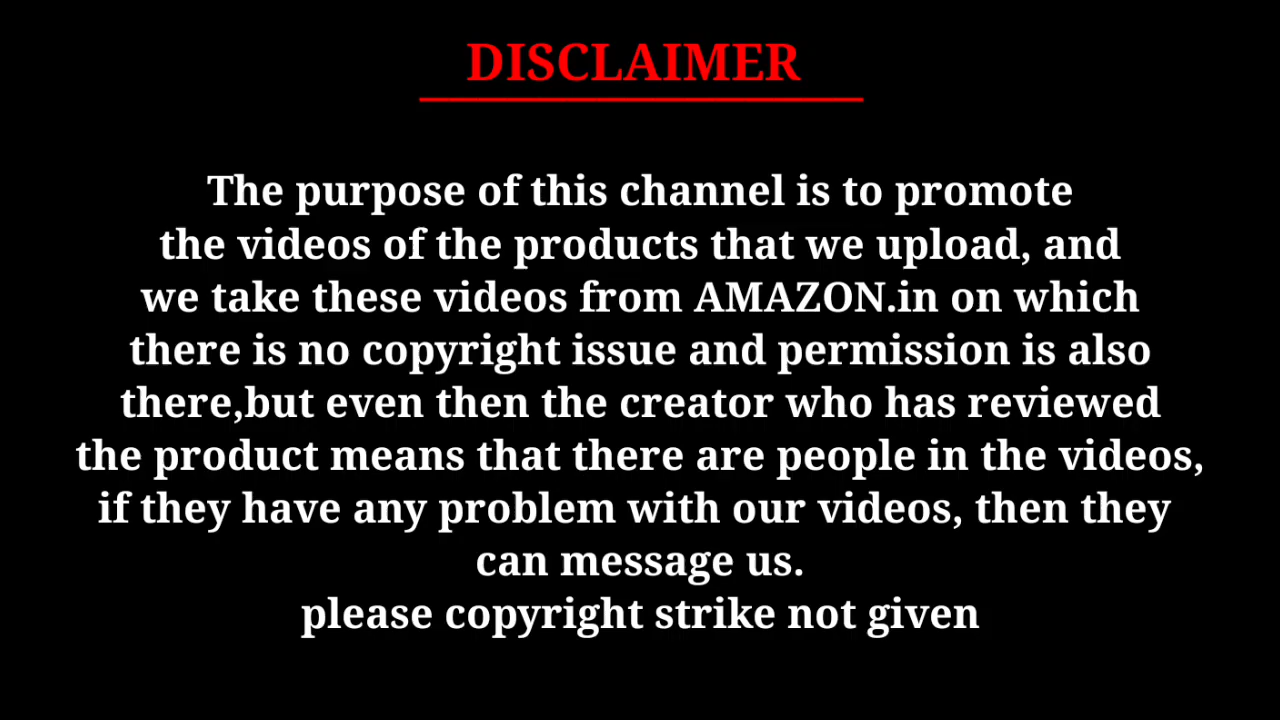 DISCLAIMER
The purpose of this channel is to promote
the videos of the products that we upload, and
we take these videos from AMAZON.in on which
there is no copyright issue and permission is also
there,but even then the creator who has reviewed
the product means that there are people in the videos,
if they have any problem with our videos, then they
can message us.
please copyright strike not given